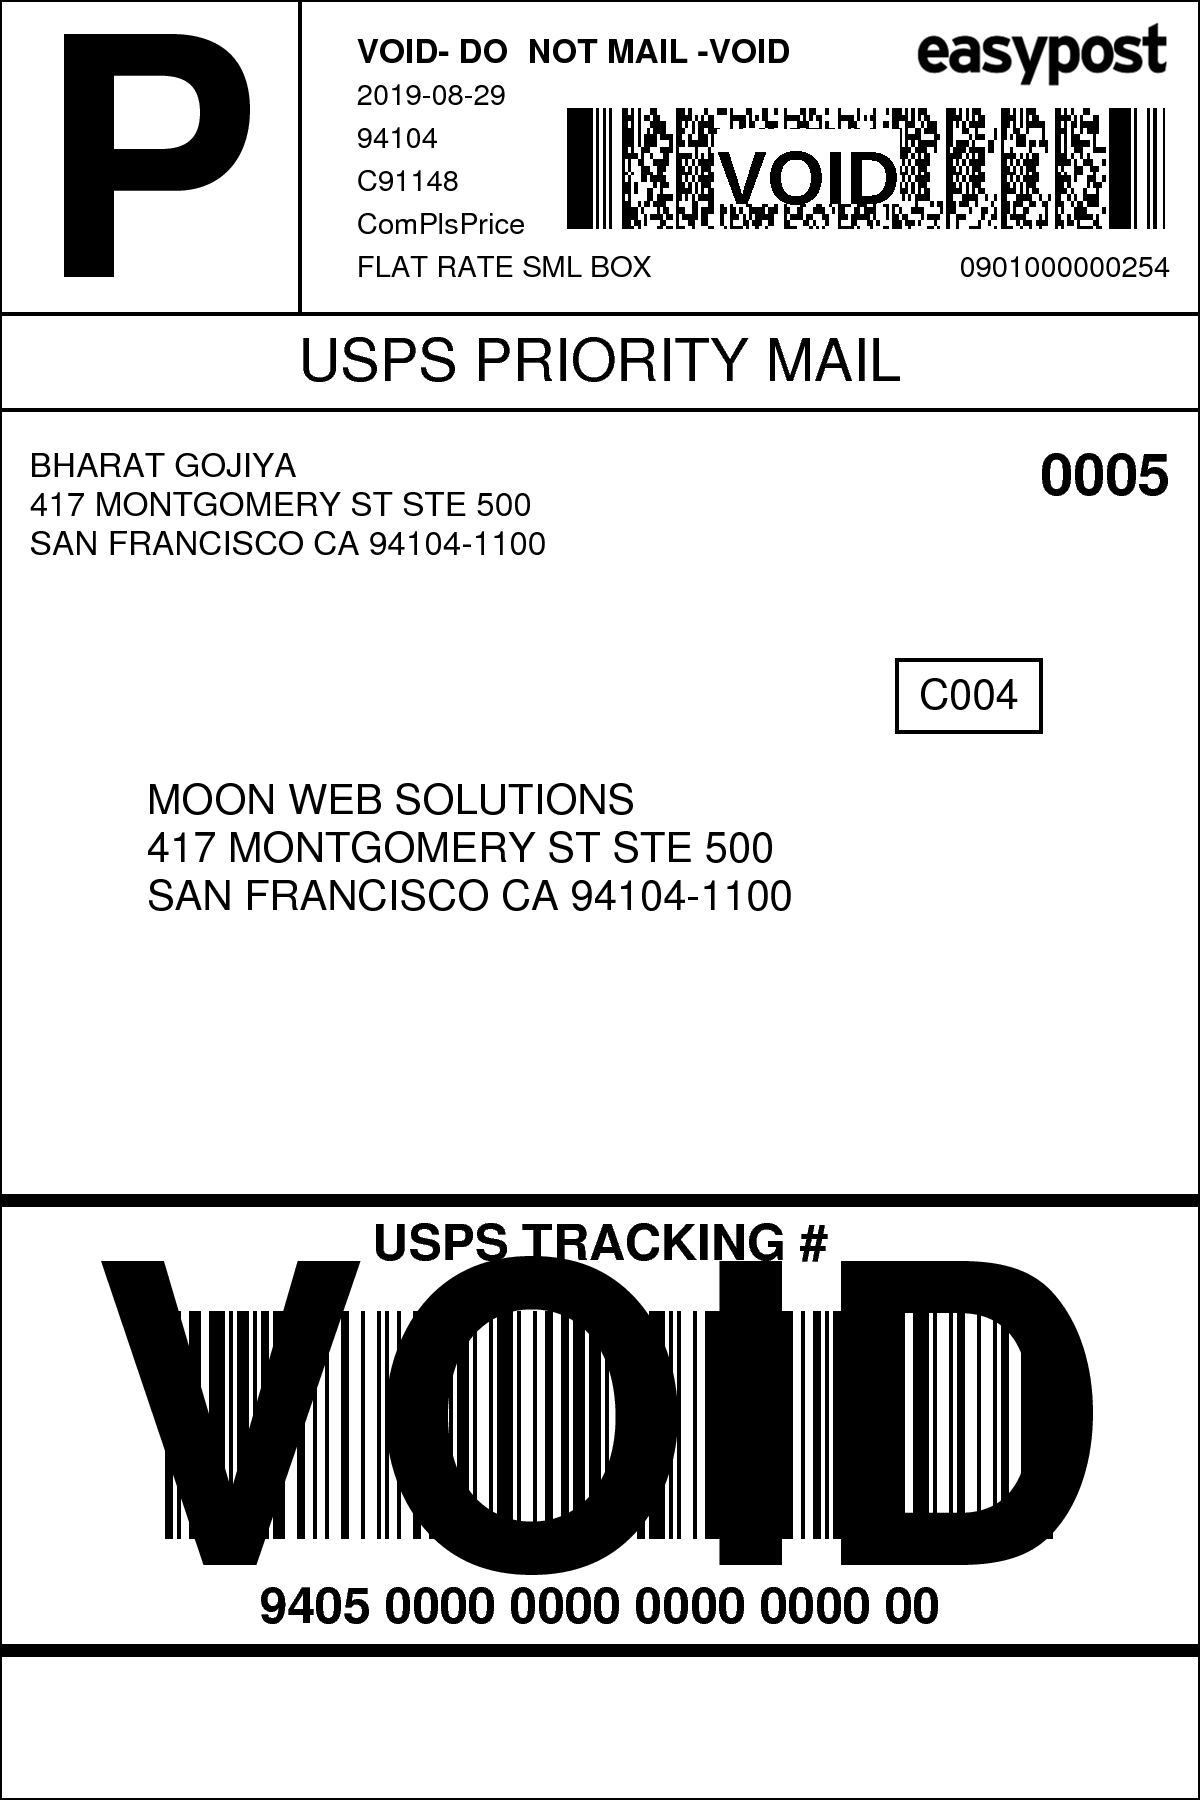 P
VOID- DO  NOT MAIL -VOID
easypost
2019-08-29
94104
C91148
ComPlsPrice
VOID
FLAT RATE SML BOX
0901000000254
USPS PRIORITY MAIL
BHARAT GOJIYA
417 MONTGOMERY ST STE 500
SAN FRANCISCO CA 94104-1100
0005
C004
MOON WEB SOLUTIONS
417 MONTGOMERY ST STE 500
SAN FRANCISCO CA 94104-1100
USPS TRACKING #
VOID
9405 0000 0000 0000 0000 00